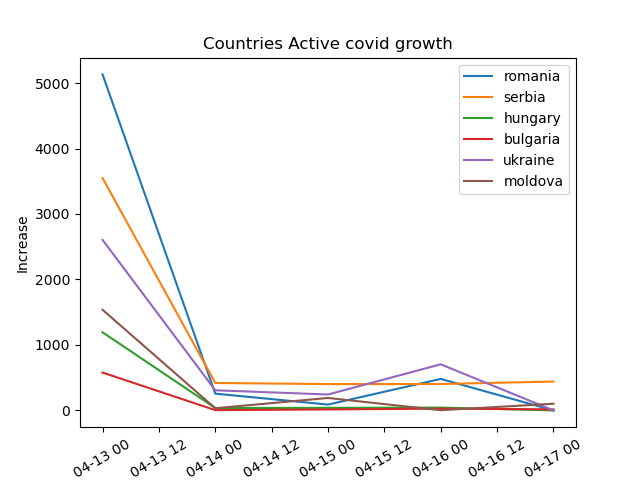 Countries Active covid growth
romania
serbia
hungary
bulgaria
ukraine
moldova
Increase
5000
4000
3000
2000
1000
0
04-13 00
04-13 12
04-14 00
04-14 12
04-15 00
04-15 12
04-16 00
04-16 12
04-17 00